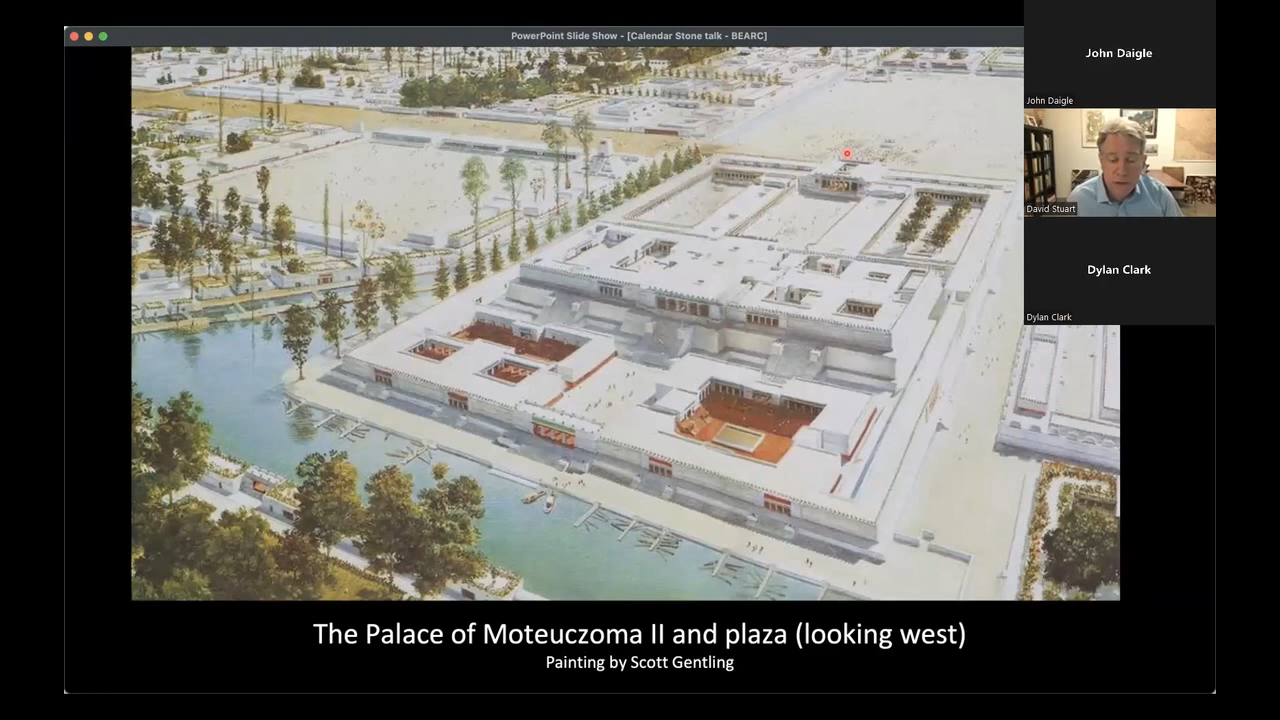 PowerPoint Slide Show - [Calendar Stone talk - BEARC]
John Daigle
John Daigle
David Stuart
Dylan Clark
Dylan Clark
The Palace of Moteuczoma II and plaza (looking west)
Painting by Scott Gentling